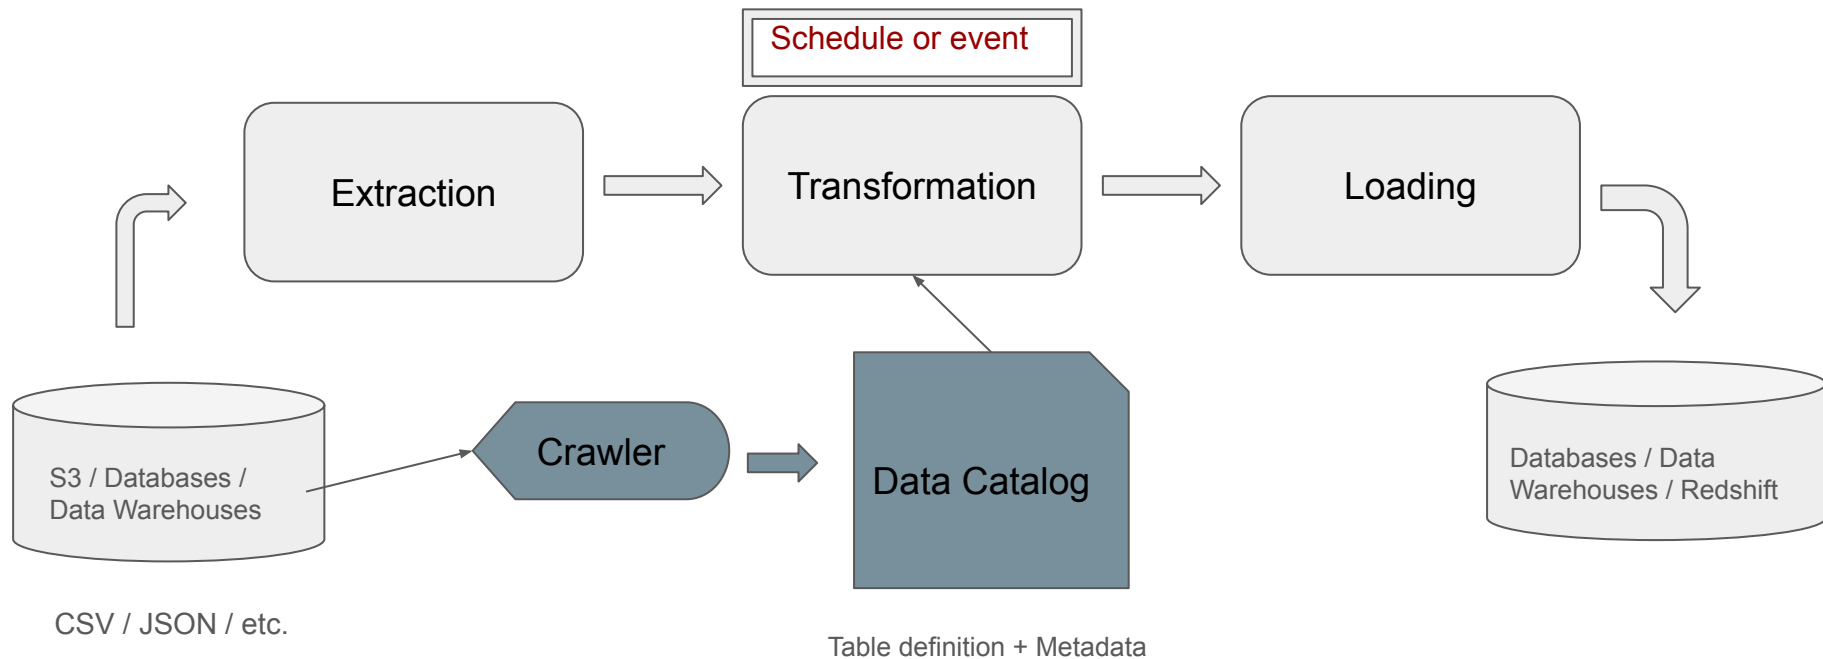 Schedule or event
Extraction
Transformation
Loading
S3 / Databases /
Data Warehouses
Crawler
Data Catalog
Databases / Data
Warehouses / Redshift
CSV / JSON / etc.
Table definition + Metadata